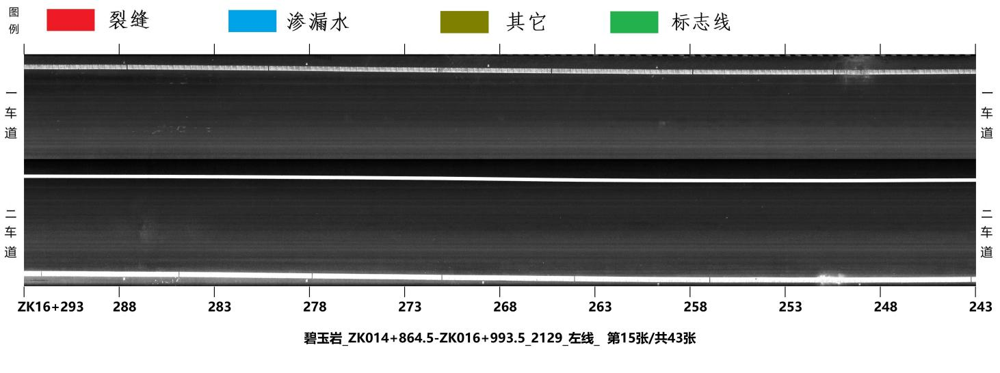 图例 裂缝 渗漏水 其它 标志线
一车道 一车道
二车道 二车道
ZK16+293 288 283 278 273 268 263 258 253 248 243
碧玉岩_ZK014+864.5-ZK016+993.5_2129_左线_ 第15张/共43张